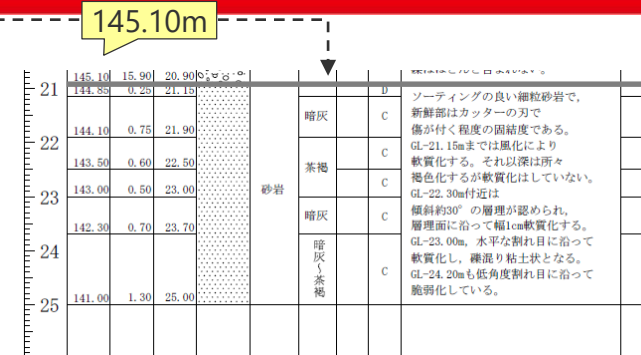 145.10m
145.10 15.90 20.90
21 144.85 0.25 21.15 D
ソーティングの良い細粒砂岩で,
暗灰 C 新鮮部はカッターの刃で
144.10 0.75 21.90 傷が付く程度の固結度である。
22 GL-21.15mまでは風化により
143.50 0.60 22.50 C 軟質化する。それ以深は所々
茶褐 褐色化するが軟質化はしていない。
23 143.00 0.50 23.00 砂岩 C GL-22.30m付近は
傾斜約30°の層理が認められ,
142.30 0.70 23.70 暗灰 C 層理面に沿って幅1cm軟質化する。
24 GL-23.00m, 水平な割れ目に沿って
軟質化し, 礫混り粘土状となる。
暗灰~茶褐 C GL-24.20mも低角度割れ目に沿って
25 141.00 1.30 25.00 脆弱化している。